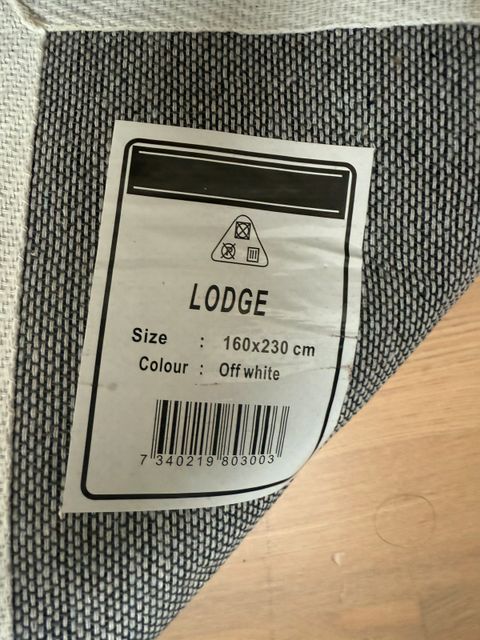 LODGE
Size : 160x230 cm
Colour : Off white
7 340219 803003